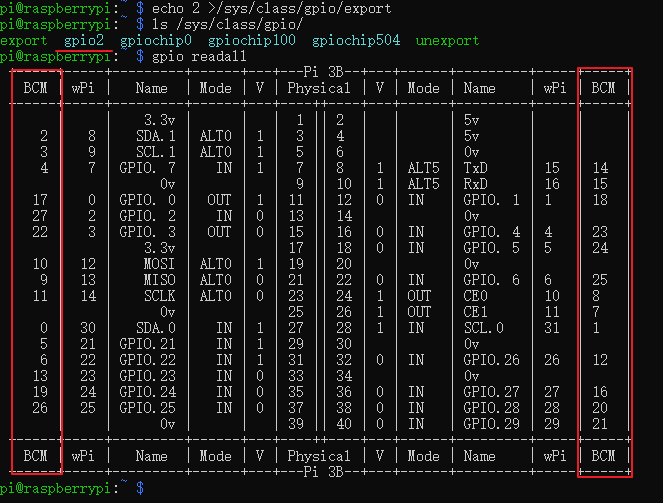 pi@raspberrypi:~ $ echo 2 >/sys/class/gpio/export
pi@raspberrypi:~ $ ls /sys/class/gpio/
export  gpio2  gpiochip0  gpiochip100  gpiochip504  unexport
pi@raspberrypi:~ $ gpio readall
+-----+-----+---------+------+---+---Pi 3B--+---+------+---------+-----+-----+
| BCM | wPi | Name | Mode | V | Physical | V | Mode | Name | wPi | BCM |
+-----+-----+---------+------+---+----++----+---+------+---------+-----+-----+
| | | 3.3v | | | 1 || 2 | | | 5v | | |
| 2 | 8 | SDA.1 | ALT0 | 1 | 3 || 4 | | | 5v | | |
| 3 | 9 | SCL.1 | ALT0 | 1 | 5 || 6 | | | 0v | | |
| 4 | 7 | GPIO. 7 | IN | 1 | 7 || 8 | 1 | ALT5 | TxD | 15 | 14 |
| | | 0v | | | 9 || 10 | 1 | ALT5 | RxD | 16 | 15 |
| 17 | 0 | GPIO. 0 | OUT | 1 | 11 || 12 | 0 | IN | GPIO. 1 | 1 | 18 |
| 27 | 2 | GPIO. 2 | IN | 0 | 13 || 14 | | | 0v | | |
| 22 | 3 | GPIO. 3 | OUT | 0 | 15 || 16 | 0 | IN | GPIO. 4 | 4 | 23 |
| | | 3.3v | | | 17 || 18 | 0 | IN | GPIO. 5 | 5 | 24 |
| 10 | 12 | MOSI | ALT0 | 1 | 19 || 20 | | | 0v | | |
| 9 | 13 | MISO | ALT0 | 0 | 21 || 22 | 0 | IN | GPIO. 6 | 6 | 25 |
| 11 | 14 | SCLK | ALT0 | 0 | 23 || 24 | 1 | OUT | CE0 | 10 | 8 |
| | | 0v | | | 25 || 26 | 1 | OUT | CE1 | 11 | 7 |
| 0 | 30 | SDA.0 | IN | 1 | 27 || 28 | 1 | IN | SCL.0 | 31 | 1 |
| 5 | 21 | GPIO.21 | IN | 1 | 29 || 30 | | | 0v | | |
| 6 | 22 | GPIO.22 | IN | 1 | 31 || 32 | 0 | IN | GPIO.26 | 26 | 12 |
| 13 | 23 | GPIO.23 | IN | 0 | 33 || 34 | | | 0v | | |
| 19 | 24 | GPIO.24 | IN | 0 | 35 || 36 | 0 | IN | GPIO.27 | 27 | 16 |
| 26 | 25 | GPIO.25 | IN | 0 | 37 || 38 | 0 | IN | GPIO.28 | 28 | 20 |
| | | 0v | | | 39 || 40 | 0 | IN | GPIO.29 | 29 | 21 |
+-----+-----+---------+------+---+----++----+---+------+---------+-----+-----+
| BCM | wPi | Name | Mode | V | Physical | V | Mode | Name | wPi | BCM |
+-----+-----+---------+------+---+---Pi 3B--+---+------+---------+-----+-----+
pi@raspberrypi:~ $